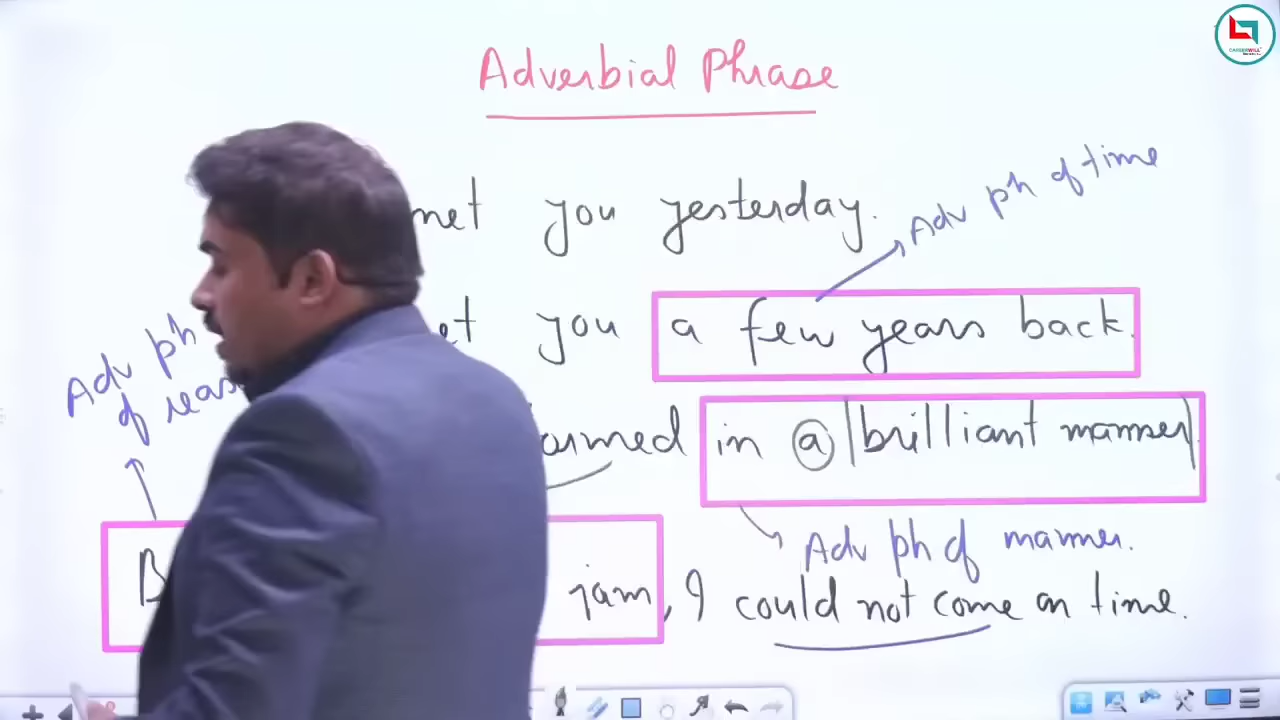 CAREERWILL
Adverbial Phrase
met you yesterday.
Adv ph of time
you a few years back.
Adv ph
of reas
ormed in a brilliant manner.
Adv ph of manner.
B jam, I could not come on time.